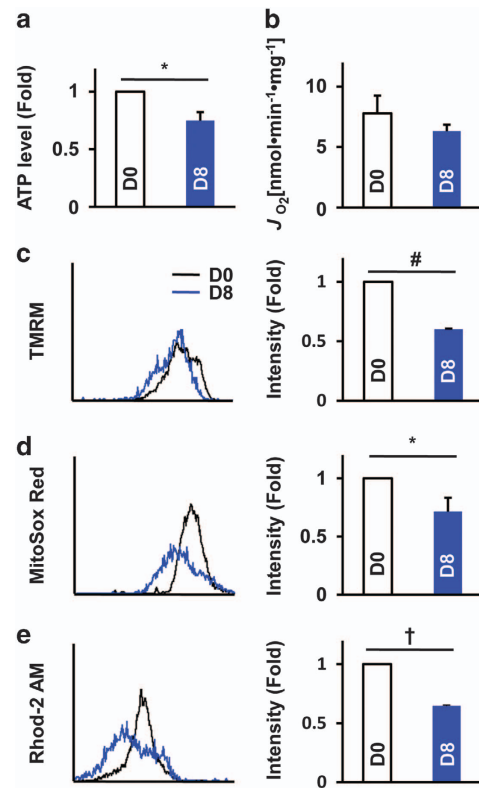 a
ATP level (Fold)
1
0.5
0
*
D0
D8
b
J O₂[nmol•min⁻¹•mg⁻¹]
10
5
0
D0
D8
c
TMRM
D0
D8
Intensity (Fold)
1
0.5
0
#
D0
D8
d
MitoSox Red
Intensity (Fold)
1
0.5
0
*
D0
D8
e
Rhod-2 AM
Intensity (Fold)
1
0.5
0
†
D0
D8